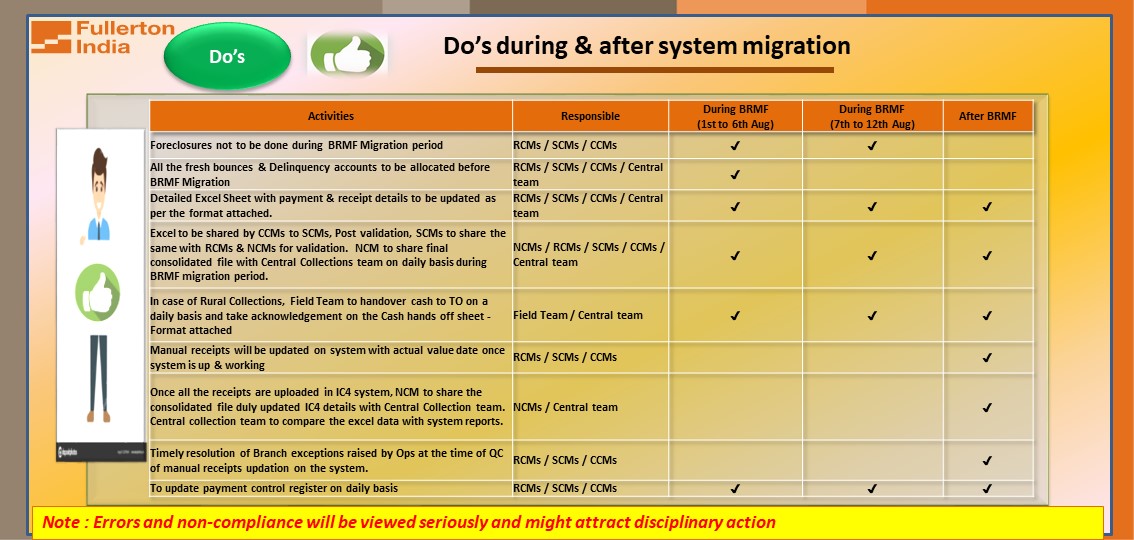 Fullerton
India
Do's
Do's during & after system migration
Activities
Responsible
During BRMF
(1st to 6th Aug)
During BRMF
(7th to 12th Aug)
After BRMF
Foreclosures not to be done during BRMF Migration period
RCMs / SCMs / CCMs
✓ ✓
All the fresh bounces & Delinquency accounts to be allocated before
BRMF Migration
RCMs / SCMs / CCMs / Central
team
✓
Detailed Excel Sheet with payment & receipt details to be updated as
per the format attached.
RCMs / SCMs / CCMs / Central
team
✓ ✓ ✓
Excel to be shared by CCMs to SCMs, Post validation, SCMs to share the
same with RCMs & NCMs for validation. NCM to share final
consolidated file with Central Collections team on daily basis during
BRMF migration period.
NCMs / RCMs / SCMs / CCMs /
Central team
✓ ✓ ✓
In case of Rural Collections, Field Team to handover cash to TO on a
daily basis and take acknowledgement on the Cash hands off sheet -
Format attached
Field Team / Central team
✓ ✓ ✓
Manual receipts will be updated on system with actual value date once
system is up & working
RCMs / SCMs / CCMs
✓
Once all the receipts are uploaded in IC4 system, NCM to share the
consolidated file duly updated IC4 details with Central Collection team.
Central collection team to compare the excel data with system reports.
NCMs / Central team
✓
Timely resolution of Branch exceptions raised by Ops at the time of QC
of manual receipts updation on the system.
RCMs / SCMs / CCMs
✓
To update payment control register on daily basis
RCMs / SCMs / CCMs
✓ ✓ ✓
Note : Errors and non-compliance will be viewed seriously and might attract disciplinary action